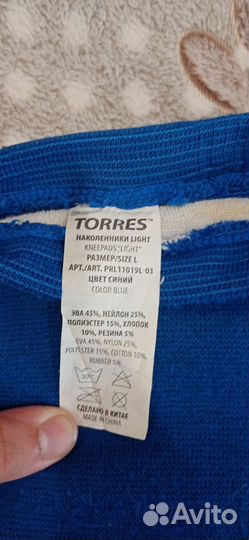 TORRES™
НАКОЛЕННИКИ LIGHT
KNEEPADS "LIGHT"
РАЗМЕР/SIZE L
АРТ./ART. PRL11019L-03
ЦВЕТ СИНИЙ
COLOR BLUE
ЭВА 45%, НЕЙЛОН 25%,
ПОЛИЭСТЕР 15%, ХЛОПОК
10%, РЕЗИНА 5%
EVA 45%, NYLON 25%,
POLYESTER 15%, COTTON 10%,
RUBBER 5%
30°C
СДЕЛАНО В КИТАЕ
MADE IN CHINA
Avito